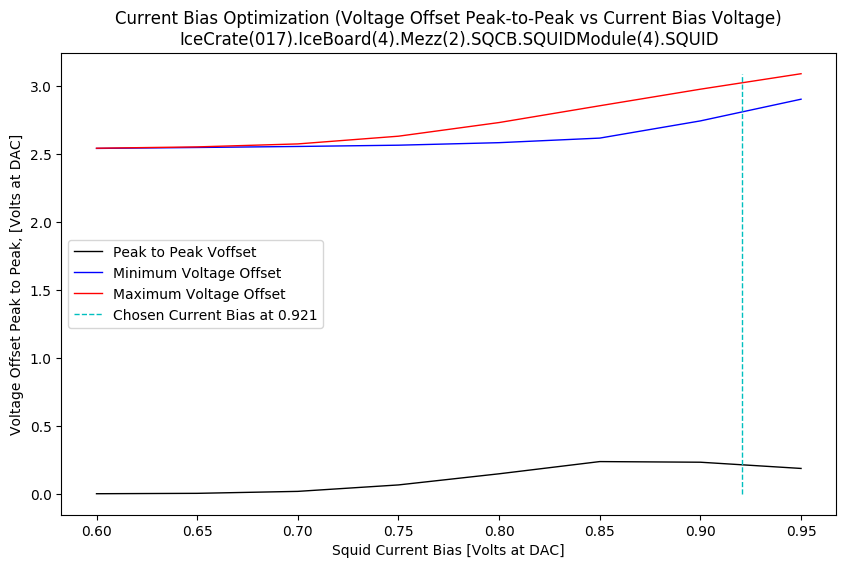 Current Bias Optimization (Voltage Offset Peak-to-Peak vs Current Bias Voltage)
IceCrate(017).IceBoard(4).Mezz(2).SQCB.SQUIDModule(4).SQUID
Voltage Offset Peak to Peak, [Volts at DAC]
3.0
2.5
2.0
1.5
1.0
0.5
0.0
Peak to Peak Voffset
Minimum Voltage Offset
Maximum Voltage Offset
Chosen Current Bias at 0.921
0.60 0.65 0.70 0.75 0.80 0.85 0.90 0.95
Squid Current Bias [Volts at DAC]